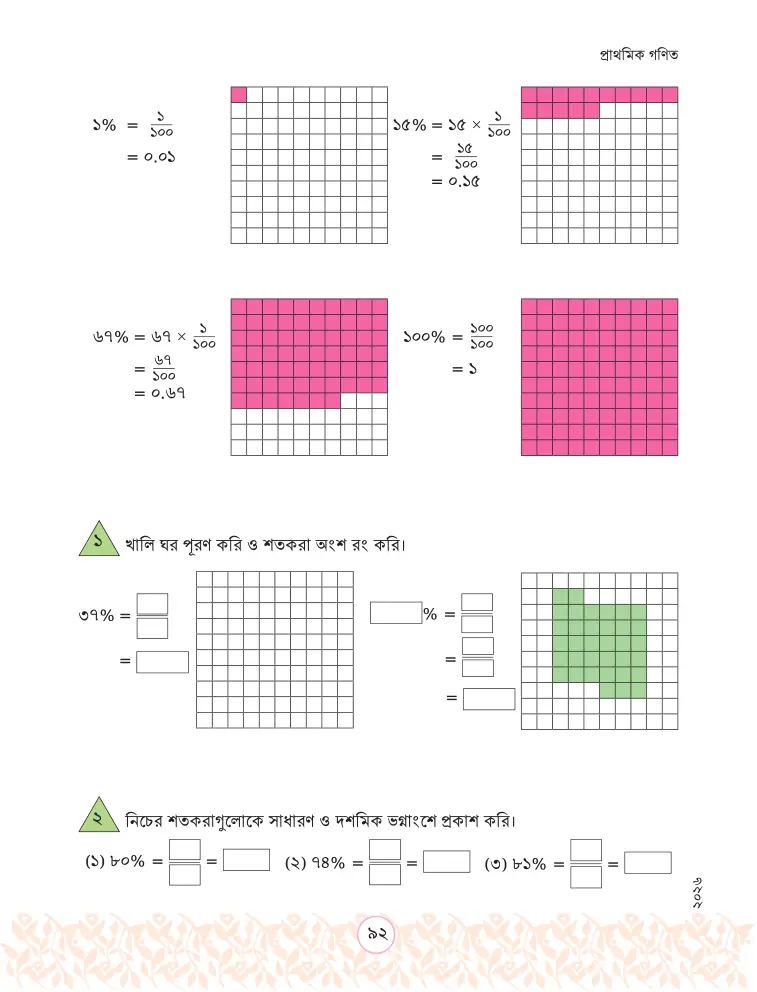 প্রাথমিক গণিত
১% = ১/১০০
= ০.০১
১৫% = ১৫ × ১/১০০
= ১৫/১০০
= ০.১৫
৬৭% = ৬৭ × ১/১০০
= ৬৭/১০০
= ০.৬৭
১০০% = ১০০/১০০
= ১
১ খালি ঘর পূরণ করি ও শতকরা অংশ রং করি।
৩৭% =
=
% =
=
=
২ নিচের শতকরাগুলোকে সাধারণ ও দশমিক ভগ্নাংশে প্রকাশ করি।
(১) ৮০% = = (২) ৭৪% = = (৩) ৮১% = =
২০২৬
৯২